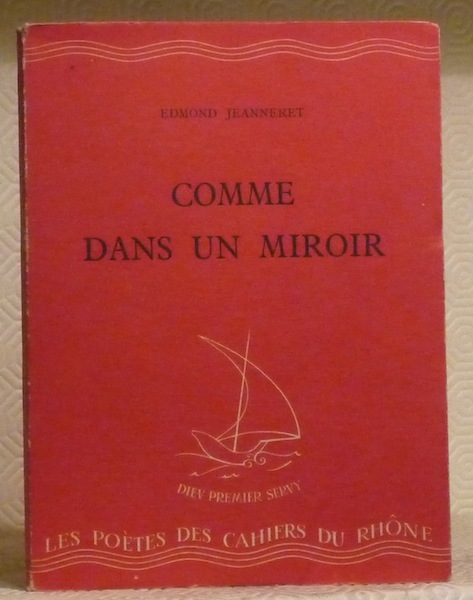 EDMOND JEANNERET
COMME
DANS UN MIROIR
DIEV PREMIER SERVY
LES POÈTES DES CAHIERS DU RHÔNE